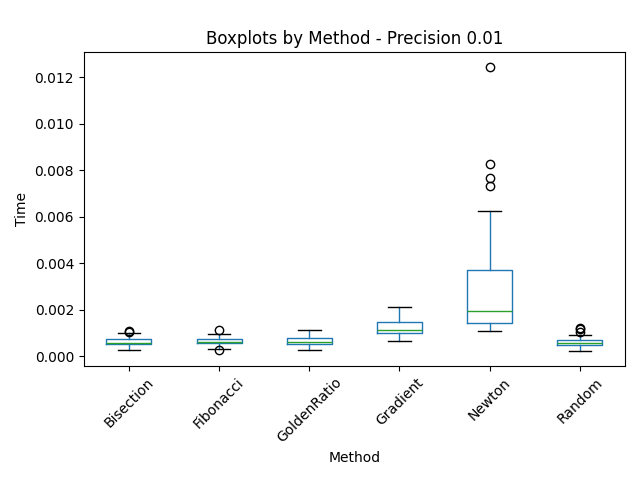 Boxplots by Method - Precision 0.01
0.012
0.010
0.008
0.006
0.004
0.002
0.000
Time
Bisection
Fibonacci
GoldenRatio
Gradient
Newton
Random
Method